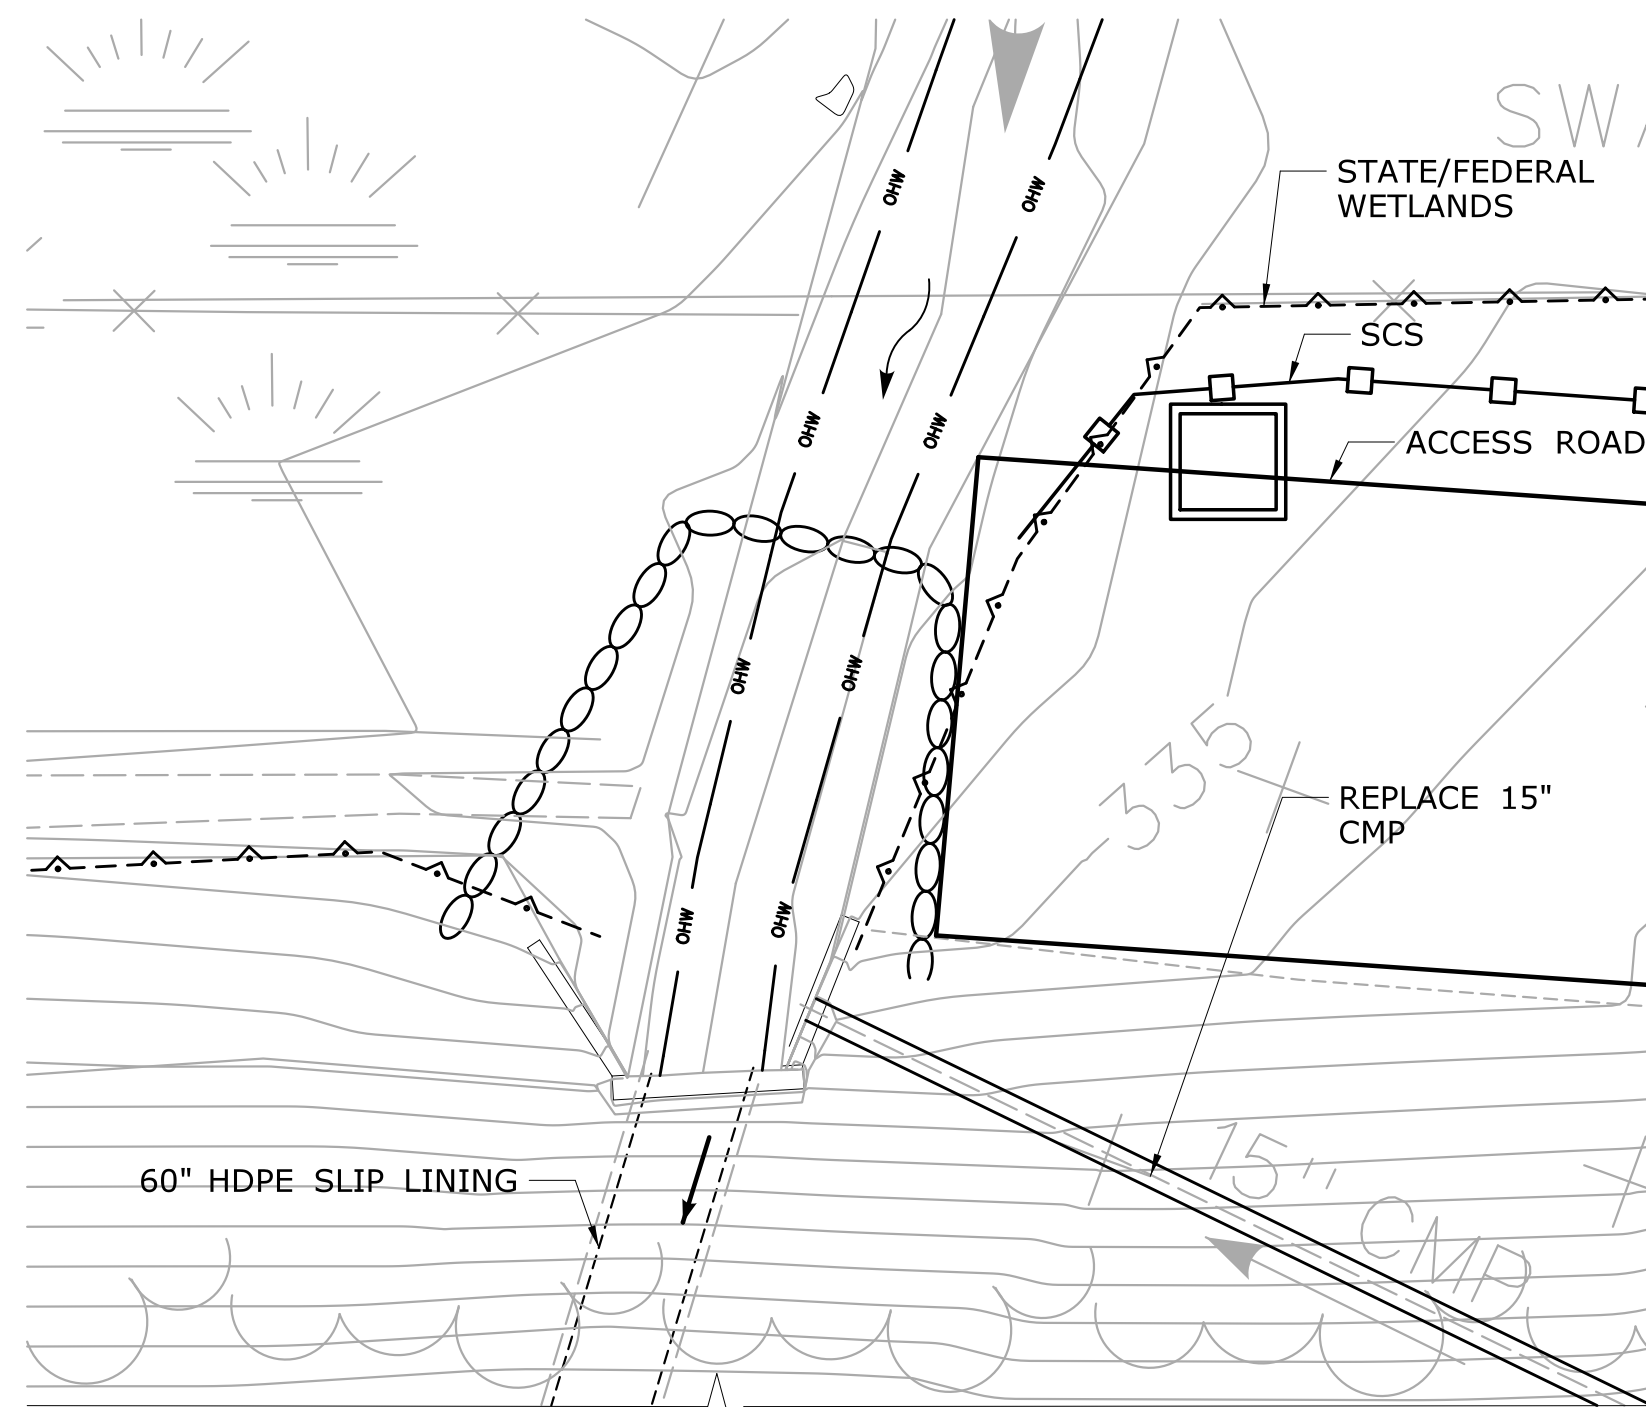 SW
STATE/FEDERAL
WETLANDS
OHW
OHW
SCS
OHW
OHW
ACCESS ROAD
OHW
OHW
335
REPLACE 15"
CMP
OHW
OHW
15" CMP
60" HDPE SLIP LINING